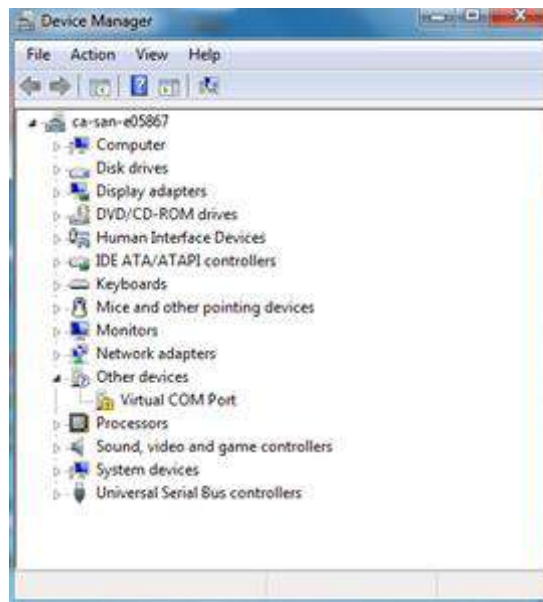 Device Manager
File Action View Help
ca-san-e05867
Computer
Disk drives
Display adapters
DVD/CD-ROM drives
Human Interface Devices
IDE ATA/ATAPI controllers
Keyboards
Mice and other pointing devices
Monitors
Network adapters
Other devices
Virtual COM Port
Processors
Sound, video and game controllers
System devices
Universal Serial Bus controllers